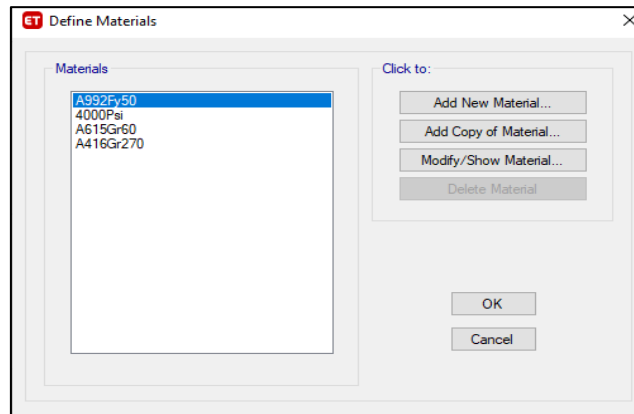 ET Define Materials
Materials
A992Fy50
4000Psi
A615Gr60
A416Gr270
Click to:
Add New Material...
Add Copy of Material...
Modify/Show Material...
Delete Material
OK
Cancel